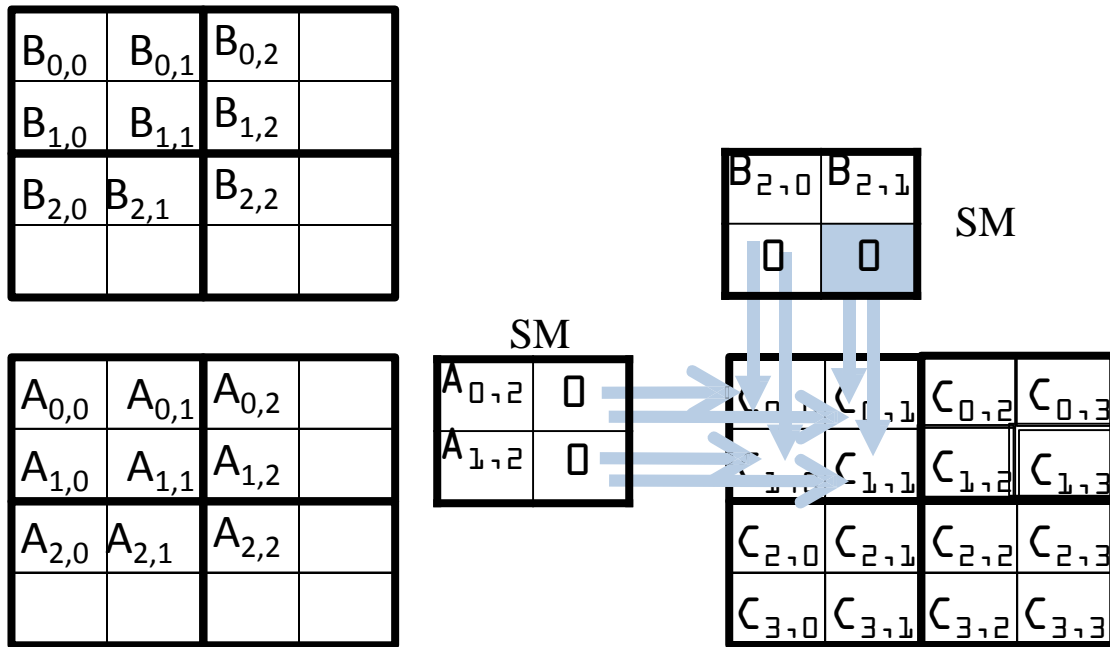 B0,0 B0,1 B0,2
B1,0 B1,1 B1,2
B2,0 B2,1 B2,2
B2,0 B2,1
0 0
SM
SM
A0,0 A0,1 A0,2
A1,0 A1,1 A1,2
A2,0 A2,1 A2,2
A0,2 0
A1,2 0
C0,0 C0,1 C0,2 C0,3
C1,0 C1,1 C1,2 C1,3
C2,0 C2,1 C2,2 C2,3
C3,0 C3,1 C3,2 C3,3